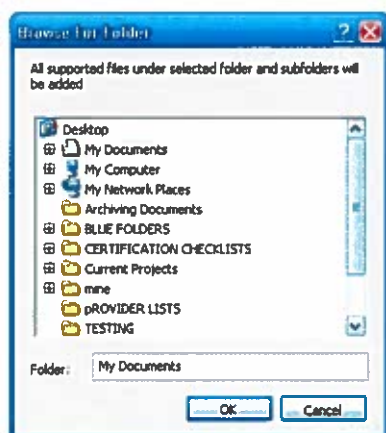 Browse For Folder
All supported files under selected folder and subfolders will
be added
Desktop
My Documents
My Computer
My Network Places
Archiving Documents
BLUE FOLDERS
CERTIFICATION CHECKLISTS
Current Projects
mine
pROVIDER LISTS
TESTING
Folder: My Documents
OK Cancel